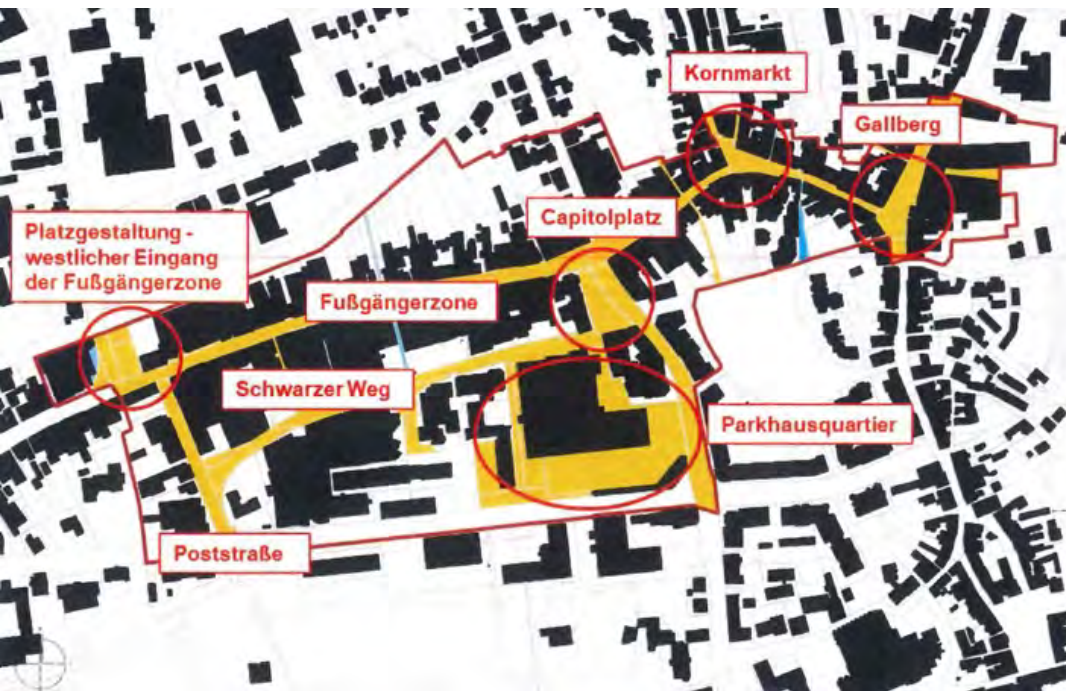 Kornmarkt
Gallberg
Capitolplatz
Platzgestaltung -
westlicher Eingang
der Fußgängerzone
Fußgängerzone
Schwarzer Weg
Parkhausquartier
Poststraße